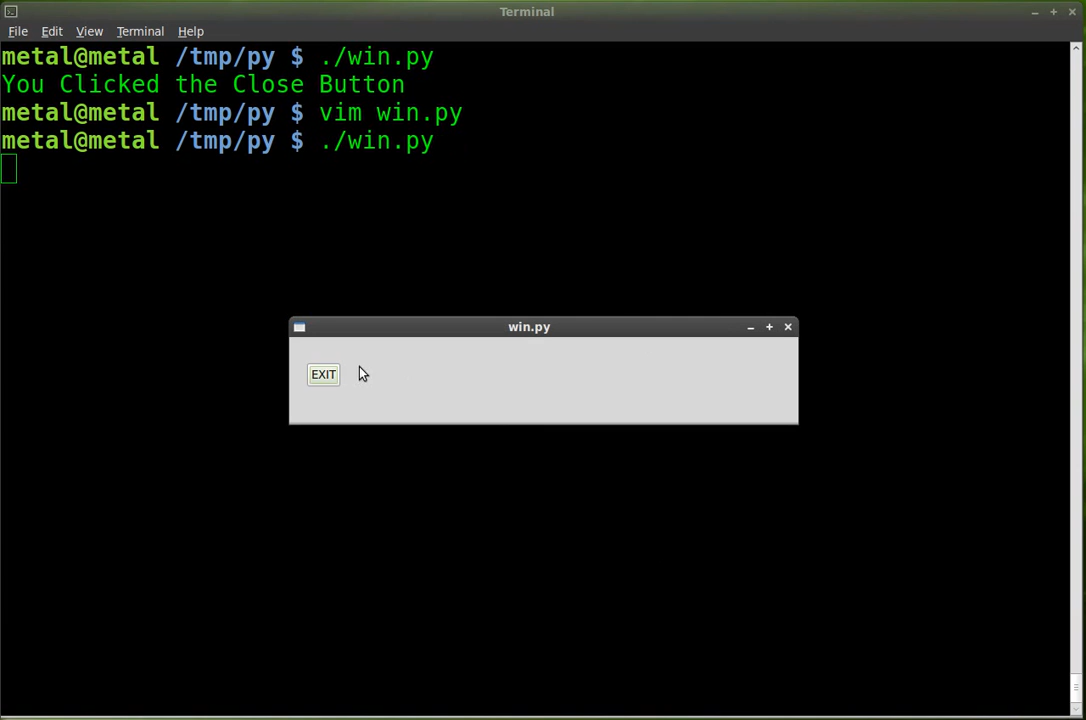 Terminal
File Edit View Terminal Help
metal@metal /tmp/py $ ./win.py
You Clicked the Close Button
metal@metal /tmp/py $ vim win.py
metal@metal /tmp/py $ ./win.py
win.py
EXIT